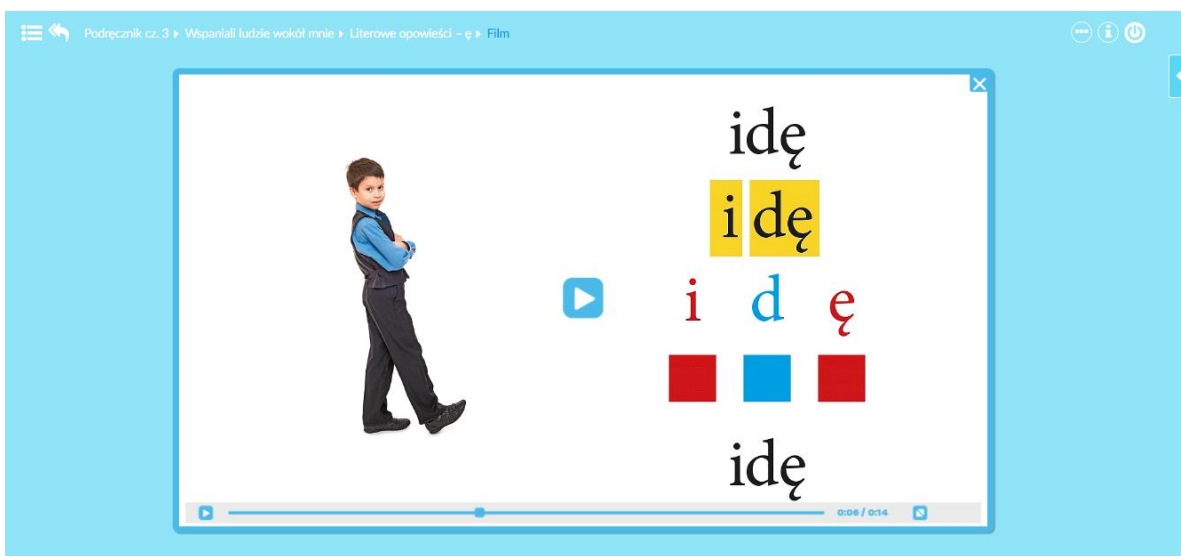 Podręcznik cz. 3 ▸ Wspaniali ludzie wokół mnie ▸ Literowe opowieści – ę ▸ Film
idę
i dę
i d ę
idę
0:06 / 0:14